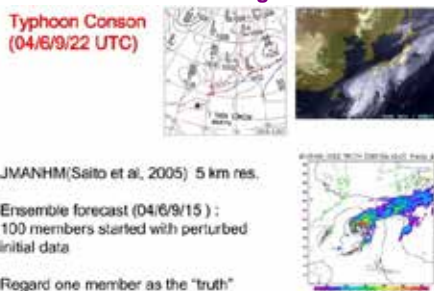 Typhoon Conson
(04/6/9/22 UTC)
JMANHM(Saito et al, 2005) 5 km res.
Ensemble forecast (04/6/9/15 ) :
100 members started with perturbed
initial data
Regard one member as the "truth"